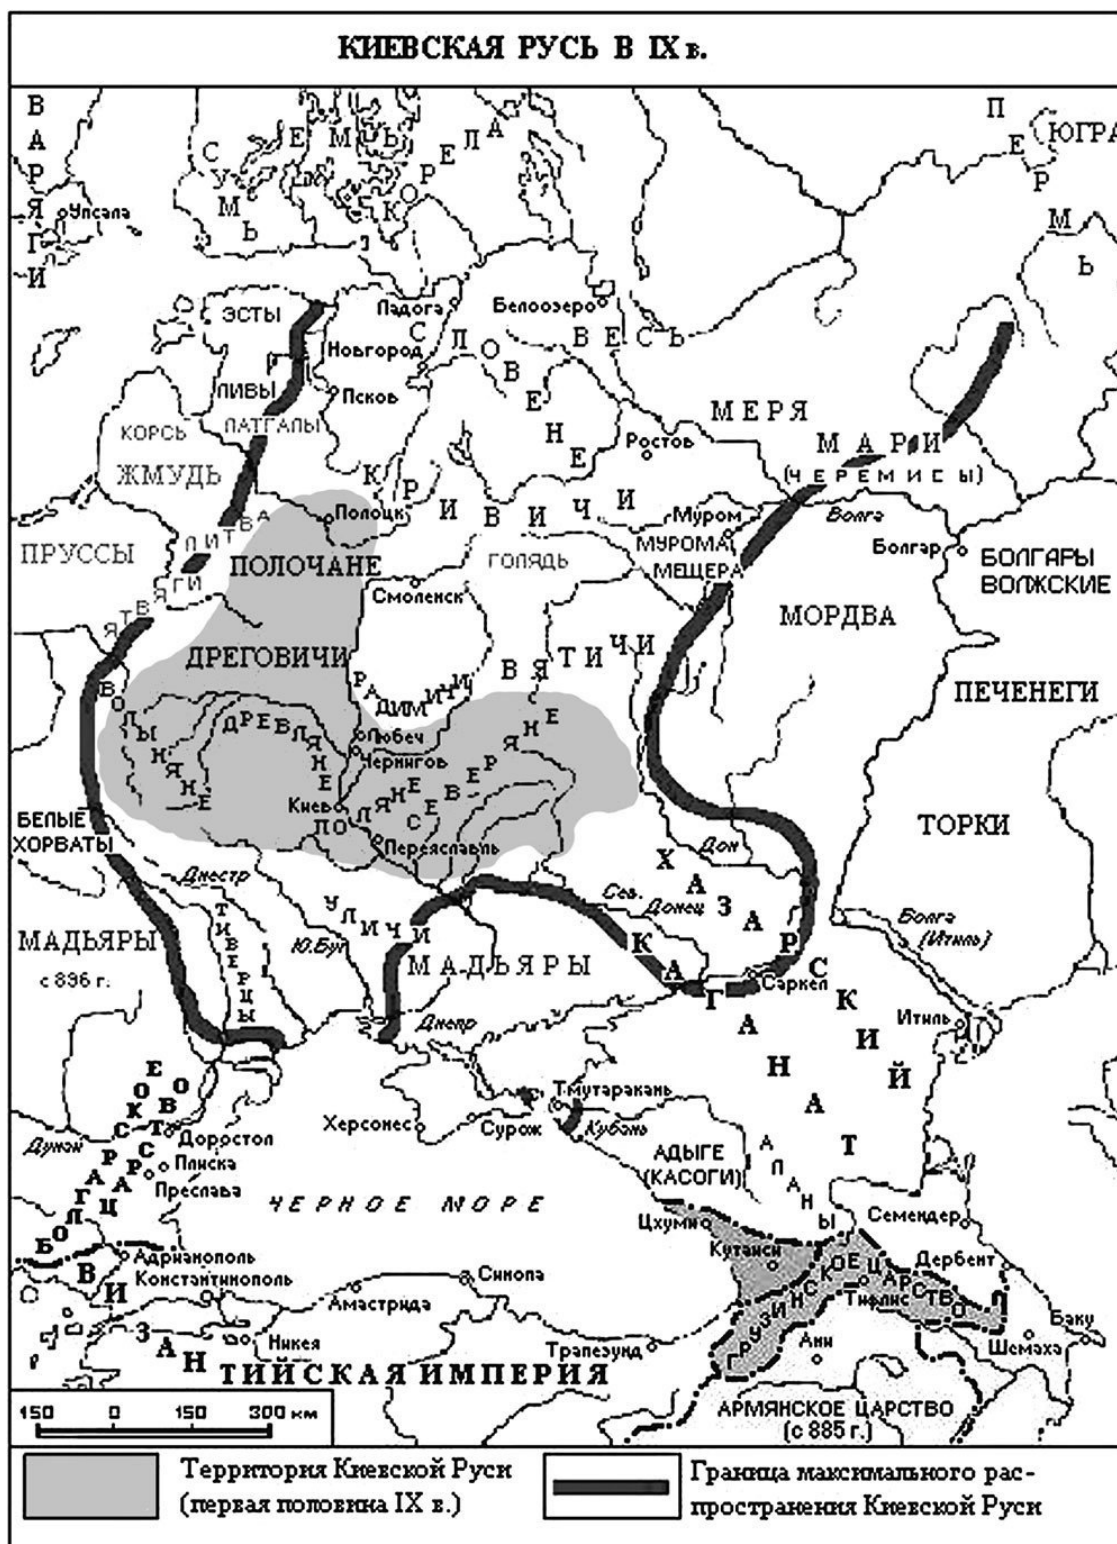 КИЕВСКАЯ РУСЬ В IX в.
ВАРЯГИ
СУМЬ
ЕМЬ
КОРЕЛА
ПЕРМЬ
ЮГРА
Упсала
ЭСТЫ
Ладога
Белоозеро
СЛОВЕНЕ
ВЕСЬ
Новгород
ЛИВЫ
Псков
ЛАТГАЛЫ
КОРСЬ
МЕРЯ
Ростов
МАРИ
(ЧЕРЕМИСЫ)
ЖМУДЬ
КРИВИЧИ
Полоцк
Волга
Муром
МУРОМА
МЕЩЕРА
Болгар
БОЛГАРЫ
ВОЛЖСКИЕ
ПРУССЫ
ЛИТВА
ПОЛОЧАНЕ
ГОЛЯДЬ
Смоленск
ЯТВЯГИ
МОРДВА
ДРЕГОВИЧИ
РАДИМИЧИ
ВЯТИЧИ
ПЕЧЕНЕГИ
ВОЛЫНЯНЕ
ДРЕВЛЯНЕ
Любеч
Чернигов
СЕВЕРЯНЕ
Киев
ПОЛЯНЕ
Переяславль
БЕЛЫЕ
ХОРВАТЫ
ТОРКИ
Дон
Днестр
ТИВЕРЦЫ
УЛИЧИ
Ю.Буг
Сев.
Донец
ХАЗАРСКИЙ
КАГАНАТ
Волга
(Итиль)
МАДЬЯРЫ
с 896 г.
МАДЬЯРЫ
Саркел
Днепр
Итиль
Тмутаракань
Херсонес
Сурож
Кубань
БОЛГАРСКОЕ
ЦАРСТВО
Дунай
Доростол
Плиска
Преслава
АДЫГЕ
(КАСОГИ)
АЛАНЫ
ЧЕРНОЕ МОРЕ
Цхуми
Семендер
Кутаиси
Дербент
Адрианополь
Константинополь
Синопа
Амастрида
ГРУЗИНСКОЕ ЦАРСТВО
Тифлис
Баку
Шемаха
Никея
Трапезунд
Ани
ВИЗАНТИЙСКАЯ ИМПЕРИЯ
АРМЯНСКОЕ ЦАРСТВО
(с 885 г.)
150 0 150 300 км
Территория Киевской Руси
(первая половина IX в.)
Граница максимального рас-
пространения Киевской Руси